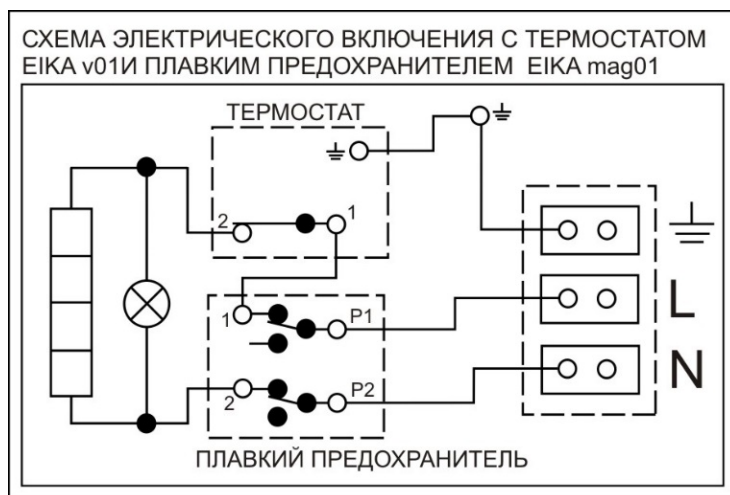 СХЕМА ЭЛЕКТРИЧЕСКОГО ВКЛЮЧЕНИЯ С ТЕРМОСТАТОМ
EIKA v01И ПЛАВКИМ ПРЕДОХРАНИТЕЛЕМ EIKA mag01
ТЕРМОСТАТ
2
1
1
P1
L
2
P2
N
ПЛАВКИЙ ПРЕДОХРАНИТЕЛЬ